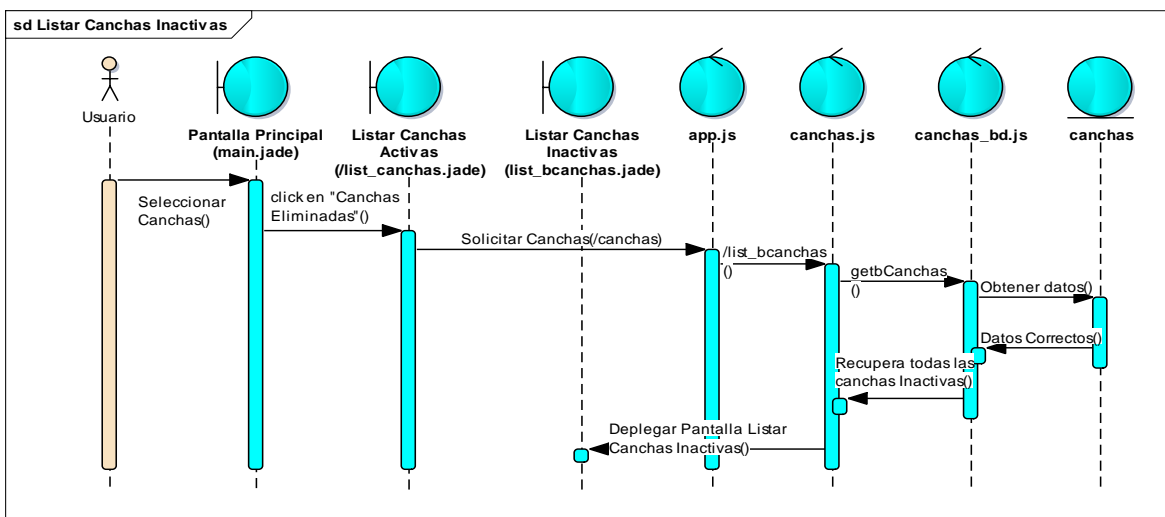 sd Listar Canchas Inactivas
Usuario
Pantalla Principal
(main.jade)
Listar Canchas
Activas
(/list_canchas.jade)
Listar Canchas
Inactivas
(list_bcanchas.jade)
app.js
canchas.js
canchas_bd.js
canchas
Seleccionar
Canchas()
click en "Canchas
Eliminadas"()
Solicitar Canchas(/canchas)
/list_bcanchas
()
getbCanchas
()
Obtener datos()
Datos Correctos()
Recupera todas las
canchas Inactivas()
Deplegar Pantalla Listar
Canchas Inactivas()